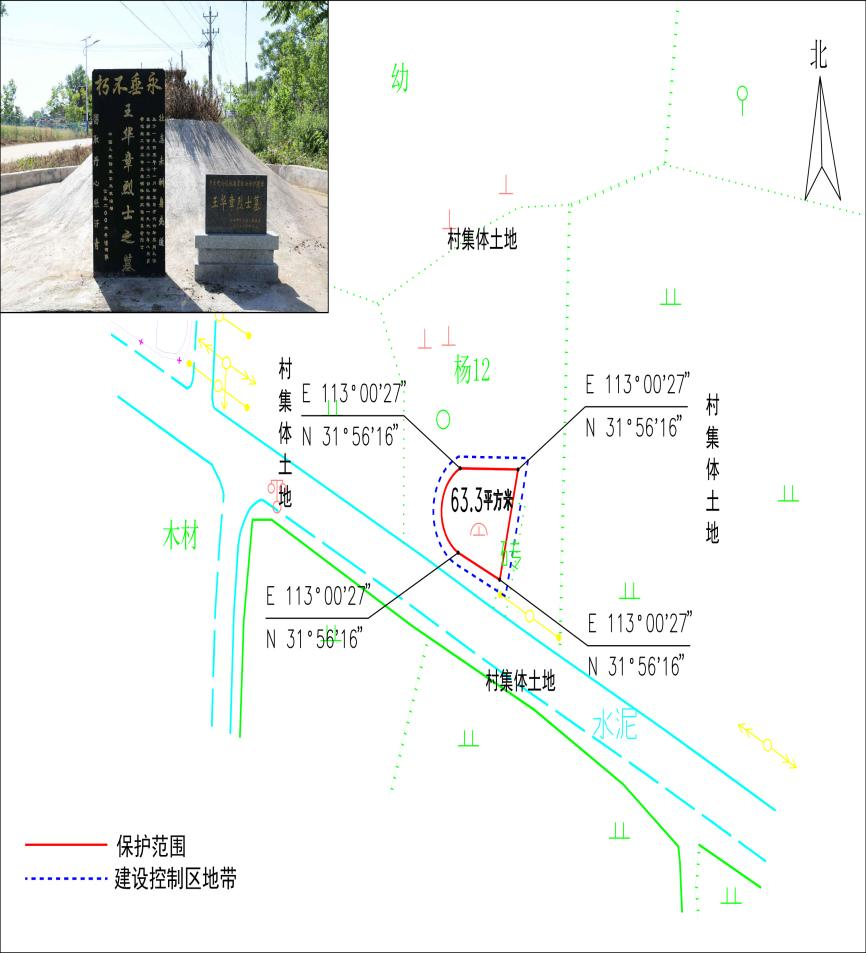 朽不垂永
王华章烈士之墓
王华章烈士墓
北
幼
村集体土地
杨12
E 113°00'27"
N 31°56'16"
E 113°00'27"
N 31°56'16"
村集体土地
村集体土地
63.3平方米
砖
木材
E 113°00'27"
N 31°56'16"
E 113°00'27"
N 31°56'16"
村集体土地
水泥
保护范围
建设控制区地带